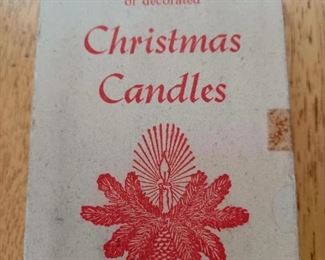 of decorated
Christmas
Candles